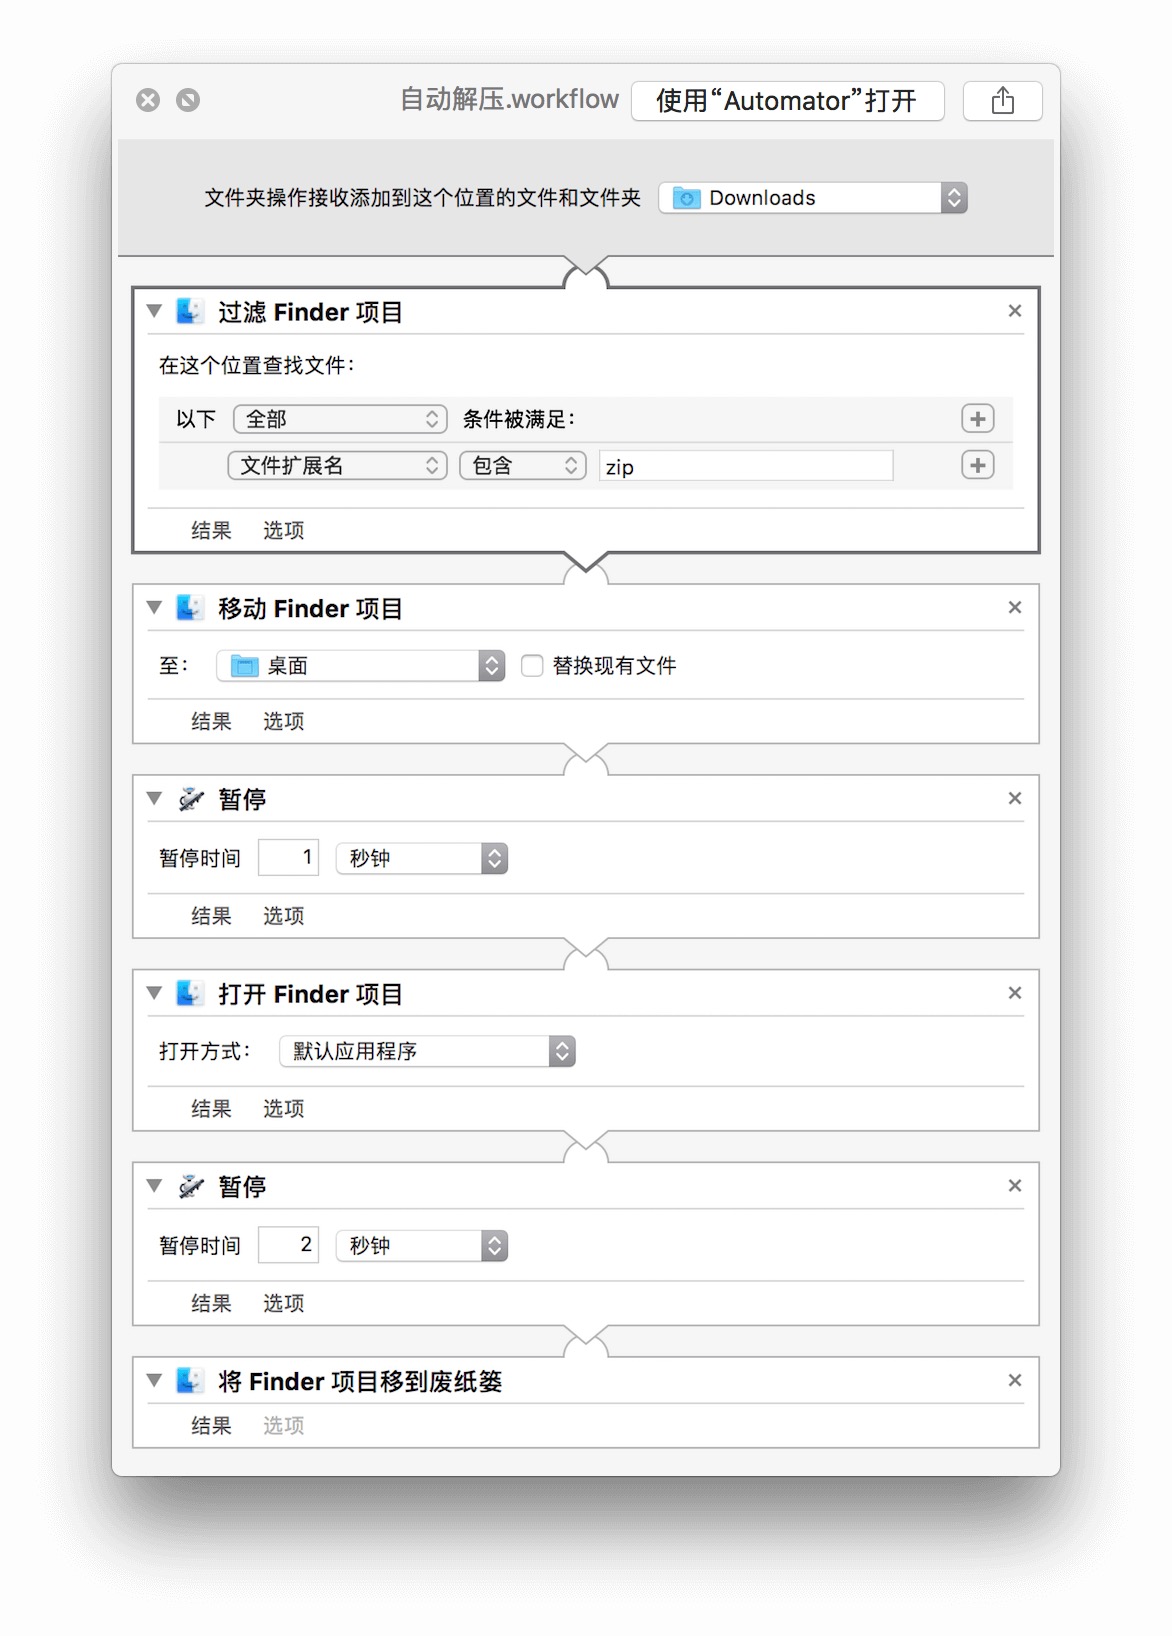 自动解压.workflow 使用“Automator”打开
文件夹操作接收添加到这个位置的文件和文件夹 Downloads
过滤 Finder 项目
在这个位置查找文件：
以下 全部 条件被满足：
文件扩展名 包含 zip
结果 选项
移动 Finder 项目
至： 桌面 替换现有文件
结果 选项
暂停
暂停时间 1 秒钟
结果 选项
打开 Finder 项目
打开方式： 默认应用程序
结果 选项
暂停
暂停时间 2 秒钟
结果 选项
将 Finder 项目移到废纸篓
结果 选项